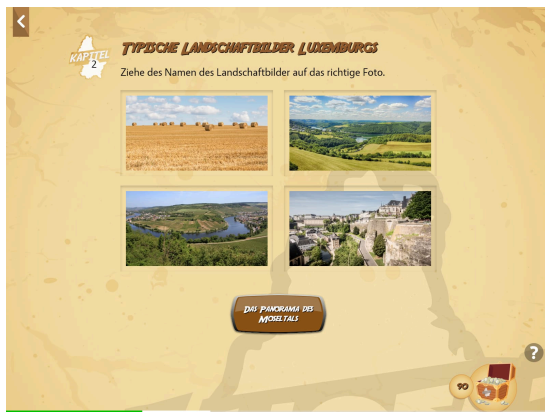 KAPITEL
2
Typische Landschaftbilder Luxemburgs
Ziehe des Namen des Landschaftbilder auf das richtige Foto.
Das Panorama des
Moseltals
?
90